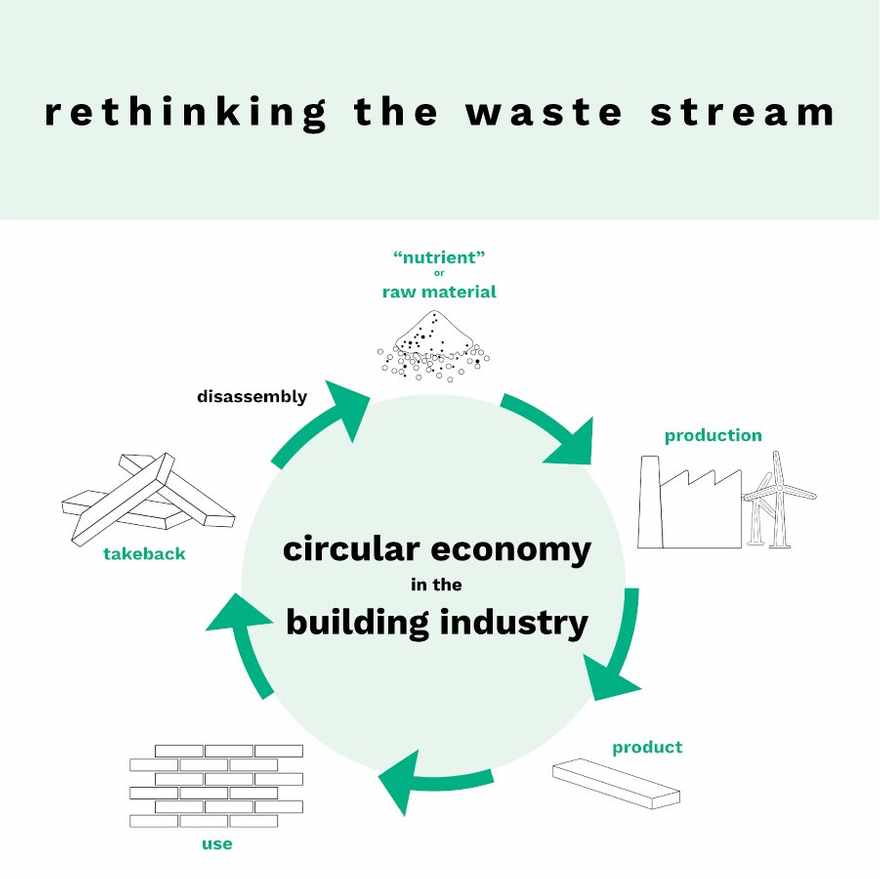 rethinking the waste stream
“nutrient”
or
raw material
disassembly
production
takeback
circular economy
in the
building industry
product
use